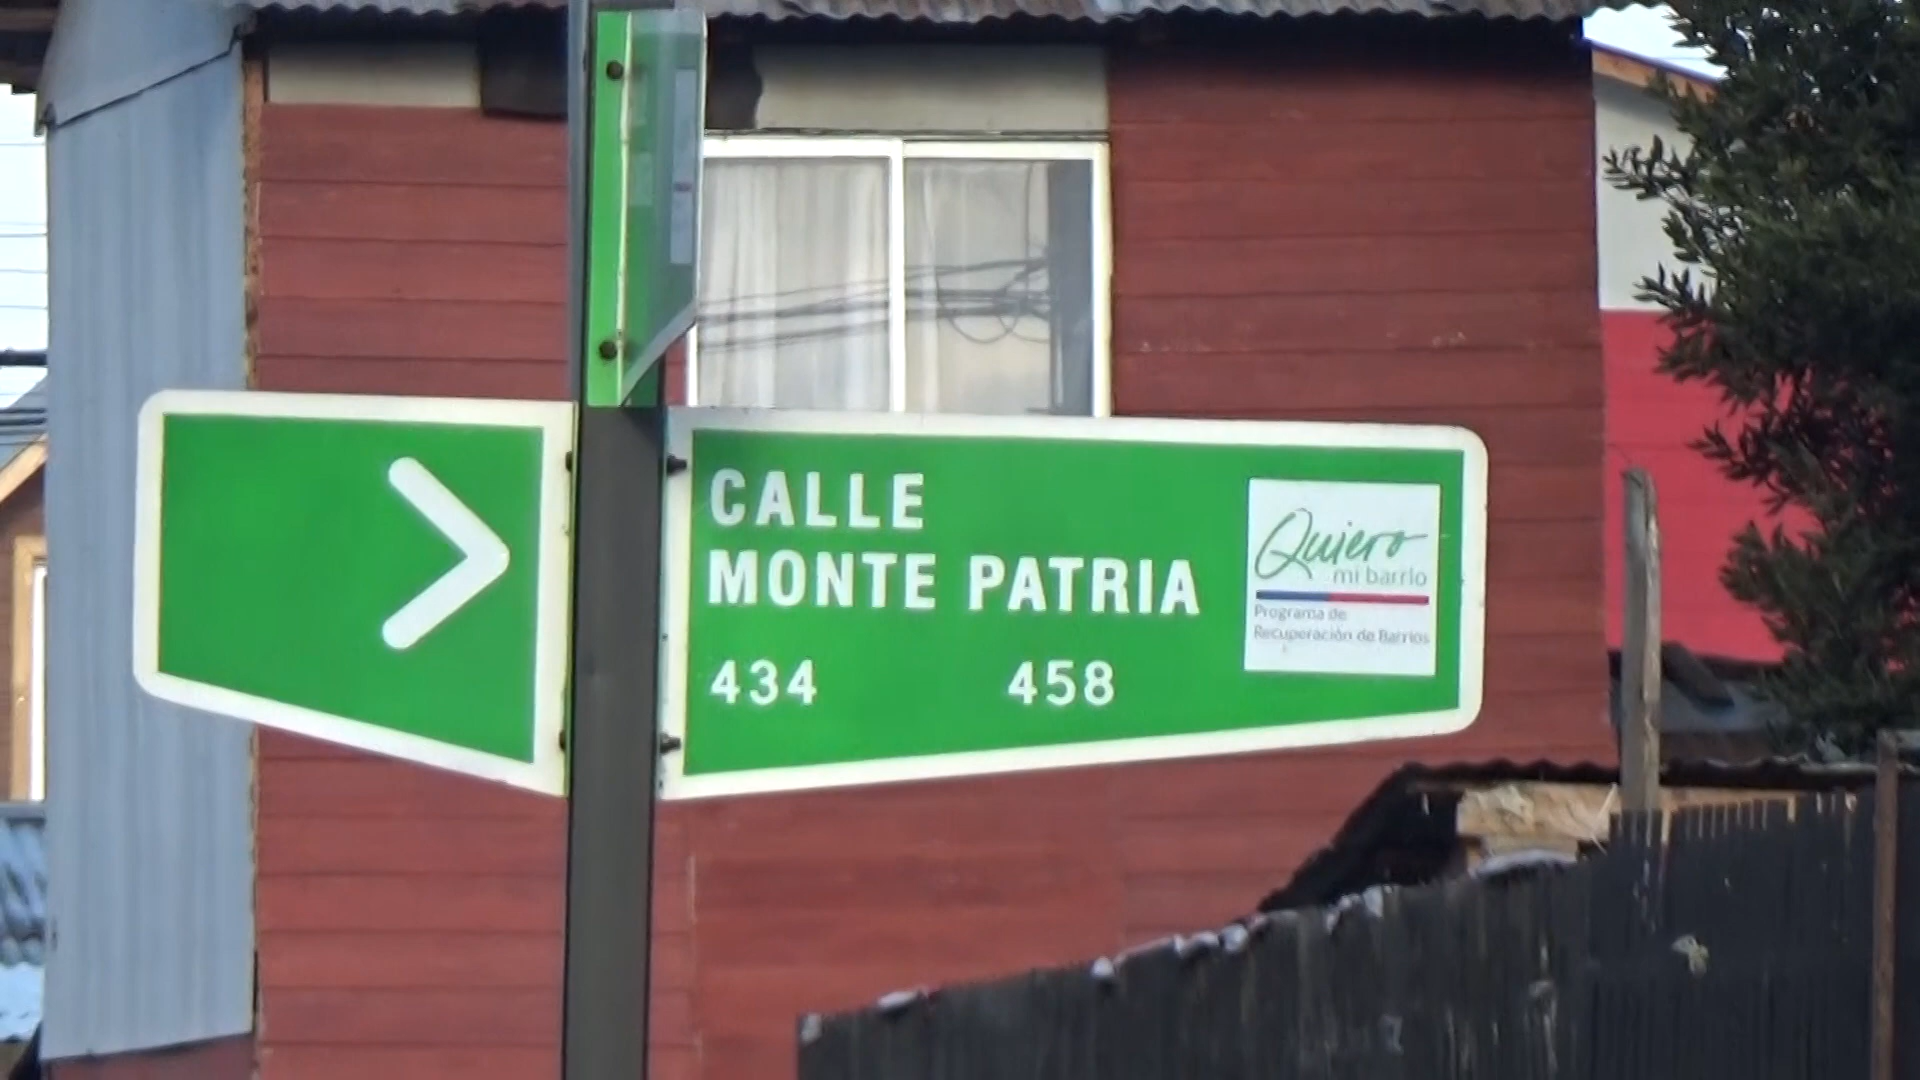 CALLE
MONTE PATRIA
434 458
Quiero
mi barrio
Programa de
Recuperación de Barrios